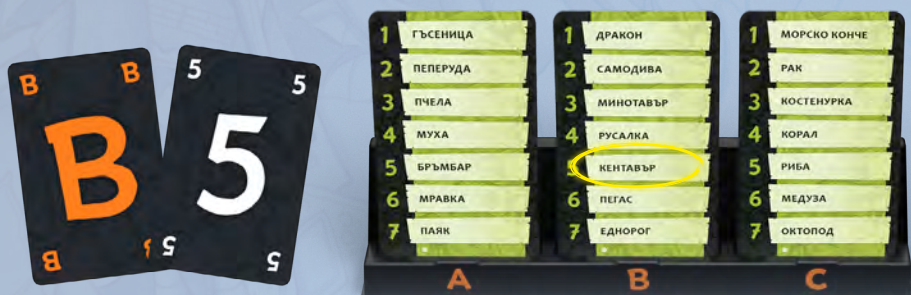 B B
B
B
5 5
5
5 5
1 ГЪСЕНИЦА
2 ПЕПЕРУДА
3 ПЧЕЛА
4 МУХА
5 БРЪМБАР
6 МРАВКА
7 ПАЯК
A
1 ДРАКОН
2 САМОДИВА
3 МИНОТАВЪР
4 РУСАЛКА
5 КЕНТАВЪР
6 ПЕГАС
7 ЕДНОРОГ
B
1 МОРСКО КОНЧЕ
2 РАК
3 КОСТЕНУРКА
4 КОРАЛ
5 РИБА
6 МЕДУЗА
7 ОКТОПОД
C